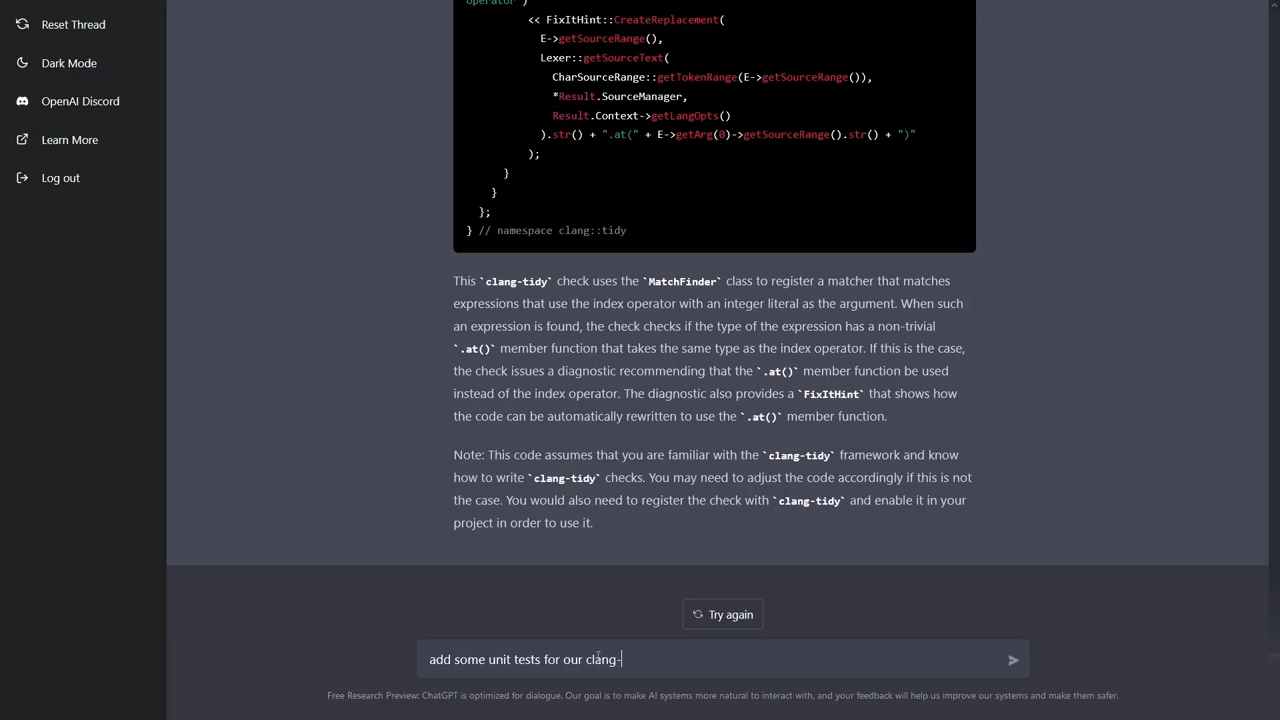 Reset Thread
Dark Mode
OpenAI Discord
Learn More
Log out
operator")
<< FixItHint::CreateReplacement(
E->getSourceRange(),
Lexer::getSourceText(
CharSourceRange::getTokenRange(E->getSourceRange()),
*Result.SourceManager,
Result.Context->getLangOpts()
).str() + ".at(" + E->getArg(0)->getSourceRange().str() + ")"
);
}
}
};
} // namespace clang::tidy
This `clang-tidy` check uses the `MatchFinder` class to register a matcher that matches
expressions that use the index operator with an integer literal as the argument. When such
an expression is found, the check checks if the type of the expression has a non-trivial
`.at()` member function that takes the same type as the index operator. If this is the case,
the check issues a diagnostic recommending that the `.at()` member function be used
instead of the index operator. The diagnostic also provides a `FixItHint` that shows how
the code can be automatically rewritten to use the `.at()` member function.
Note: This code assumes that you are familiar with the `clang-tidy` framework and know
how to write `clang-tidy` checks. You may need to adjust the code accordingly if this is not
the case. You would also need to register the check with `clang-tidy` and enable it in your
project in order to use it.
Try again
add some unit tests for our clang-
Free Research Preview: ChatGPT is optimized for dialogue. Our goal is to make AI systems more natural to interact with, and your feedback will help us improve our systems and make them safer.